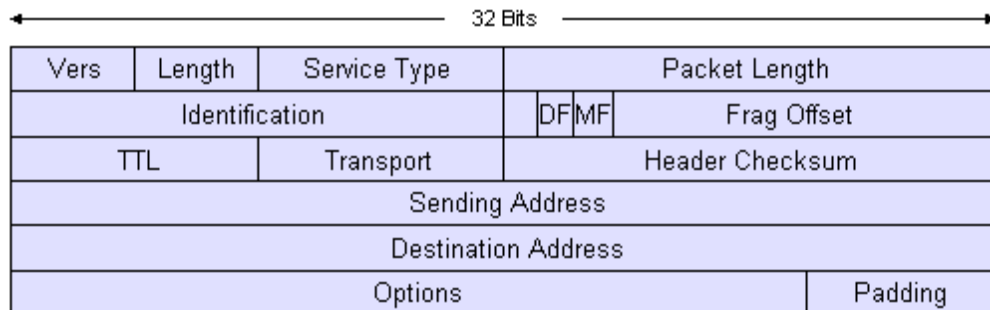 32 Bits
Vers Length Service Type Packet Length
Identification DF MF Frag Offset
TTL Transport Header Checksum
Sending Address
Destination Address
Options Padding